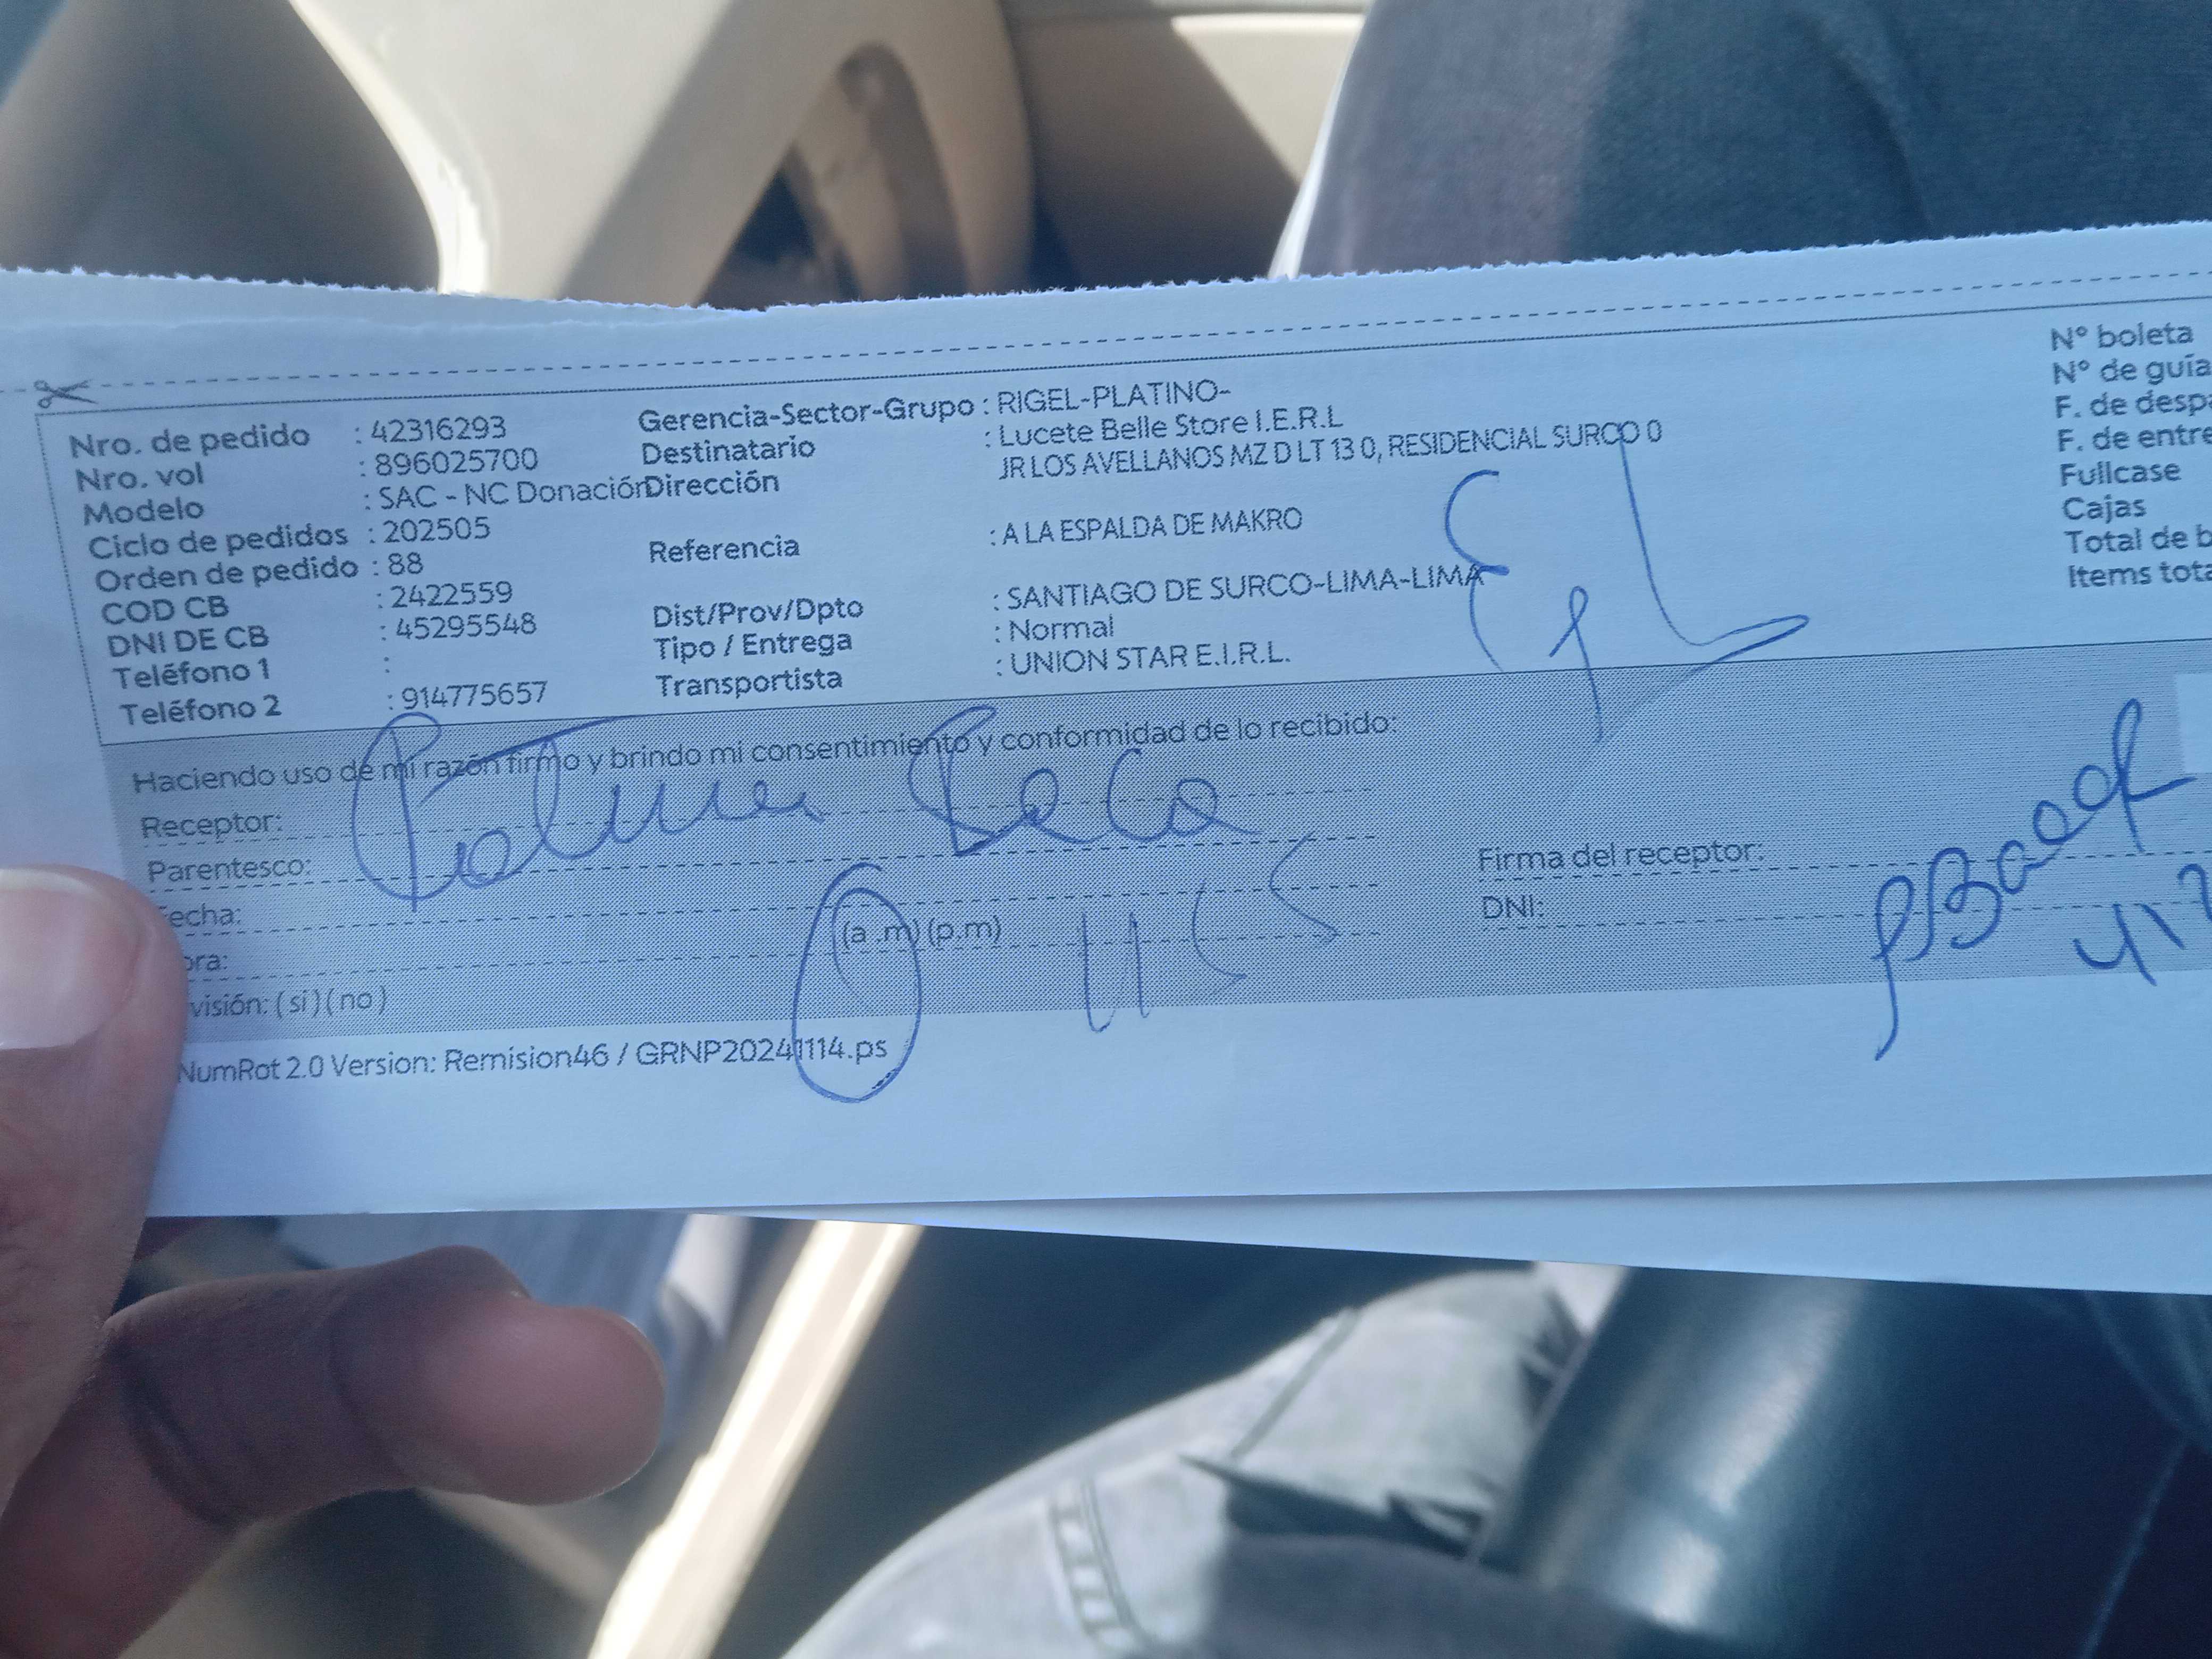 Nro. de pedido : 42316293
Nro. vol : 896025700
Modelo : SAC - NC Donación
Ciclo de pedidos : 202505
Orden de pedido : 88
COD CB : 2422559
DNI DE CB : 45295548
Teléfono 1 :
Teléfono 2 : 914775657
Gerencia-Sector-Grupo : RIGEL-PLATINO-
Destinatario : Lucete Belle Store I.E.R.L
Dirección JR LOS AVELLANOS MZ D LT 13 0, RESIDENCIAL SURCO 0
Referencia : A LA ESPALDA DE MAKRO
Dist/Prov/Dpto : SANTIAGO DE SURCO-LIMA-LIMA
Tipo / Entrega : Normal
Transportista : UNION STAR E.I.R.L.
N° boleta
N° de guía
F. de despa
F. de entre
Fullcase
Cajas
Total de b
Items tota
Haciendo uso de mi razón firmo y brindo mi consentimiento y conformidad de lo recibido:
Receptor:
Parentesco:
echa:
(a .m) (p.m)
ora:
visión: ( si ) ( no )
Firma del receptor:
DNI:
NumRot 2.0 Version: Remision46 / GRNP20241114.ps